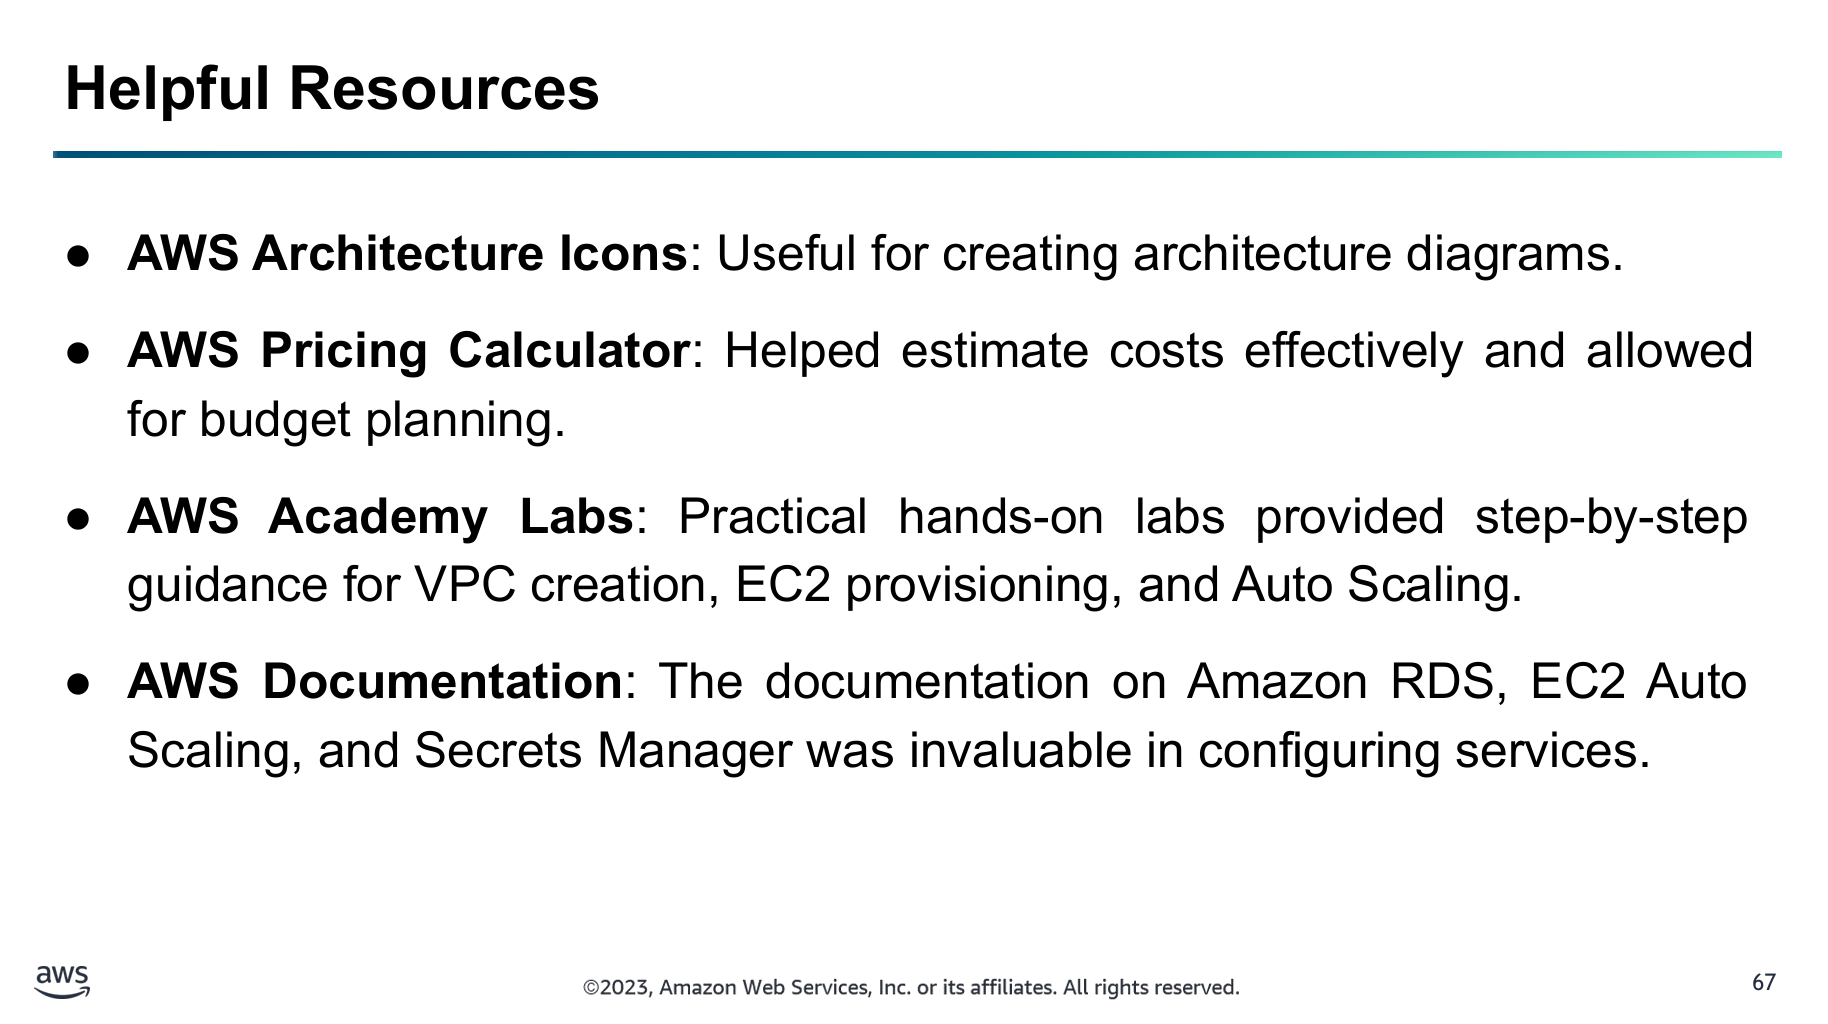 Helpful Resources
● AWS Architecture Icons: Useful for creating architecture diagrams.
● AWS Pricing Calculator: Helped estimate costs effectively and allowed
for budget planning.
● AWS Academy Labs: Practical hands-on labs provided step-by-step
guidance for VPC creation, EC2 provisioning, and Auto Scaling.
● AWS Documentation: The documentation on Amazon RDS, EC2 Auto
Scaling, and Secrets Manager was invaluable in configuring services.
aws
©2023, Amazon Web Services, Inc. or its affiliates. All rights reserved.
67